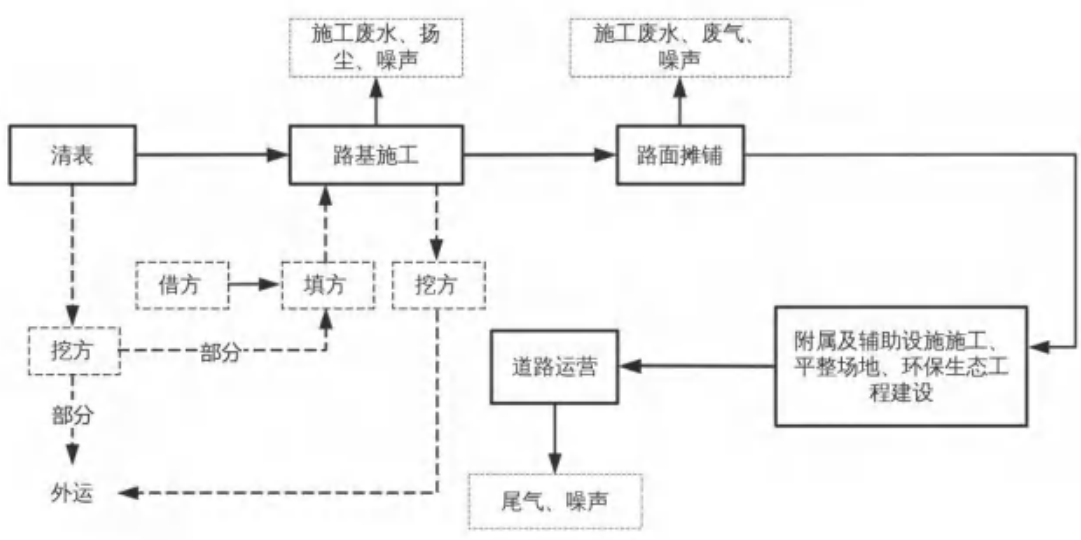 施工废水、扬
尘、噪声
施工废水、废气、
噪声
清表
路基施工
路面摊铺
借方
填方
挖方
挖方
部分
部分
外运
道路运营
附属及辅助设施施工、
平整场地、环保生态工
程建设
尾气、噪声